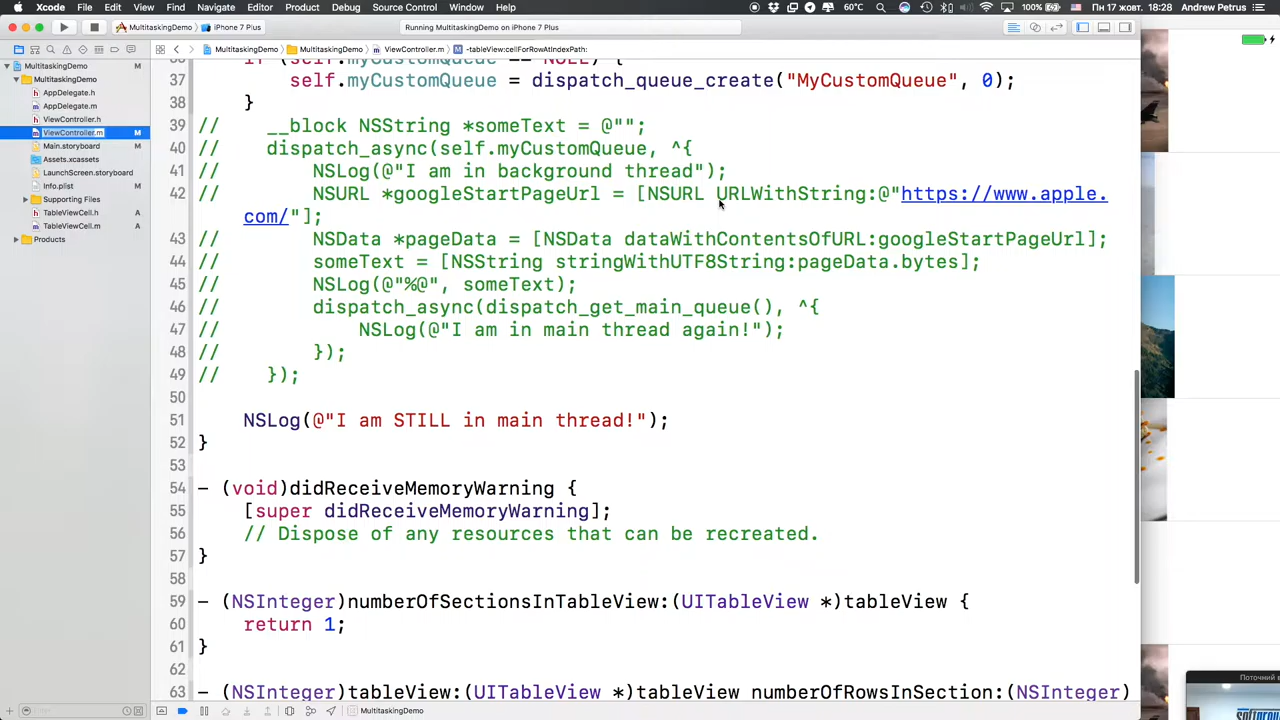 Xcode File Edit View Find Navigate Editor Product Debug Source Control Window Help 60°C 100% Пт 17 жовт. 18:28 Andrew Petrus
MultitaskingDemo iPhone 7 Plus Running MultitaskingDemo on iPhone 7 Plus
MultitaskingDemo MultitaskingDemo ViewController.m M -tableView:cellForRowAtIndexPath:
MultitaskingDemo M
MultitaskingDemo
AppDelegate.h
AppDelegate.m
ViewController.h
ViewController.m M
Main.storyboard M
Assets.xcassets
LaunchScreen.storyboard
Info.plist M
Supporting Files
TableViewCell.h A
TableViewCell.m A
Products
if (self.myCustomQueue == NULL) {
37 self.myCustomQueue = dispatch_queue_create("MyCustomQueue", 0);
38 }
39 // __block NSString *someText = @"";
40 // dispatch_async(self.myCustomQueue, ^{
41 // NSLog(@"I am in background thread");
42 // NSURL *googleStartPageUrl = [NSURL URLWithString:@"https://www.apple.
com/"];
43 // NSData *pageData = [NSData dataWithContentsOfURL:googleStartPageUrl];
44 // someText = [NSString stringWithUTF8String:pageData.bytes];
45 // NSLog(@"%@", someText);
46 // dispatch_async(dispatch_get_main_queue(), ^{
47 // NSLog(@"I am in main thread again!");
48 // });
49 // });
50
51 NSLog(@"I am STILL in main thread!");
52 }
53
54 - (void)didReceiveMemoryWarning {
55 [super didReceiveMemoryWarning];
56 // Dispose of any resources that can be recreated.
57 }
58
59 - (NSInteger)numberOfSectionsInTableView:(UITableView *)tableView {
60 return 1;
61 }
62
63 - (NSInteger)tableView:(UITableView *)tableView numberOfRowsInSection:(NSInteger)
MultitaskingDemo
Поточний